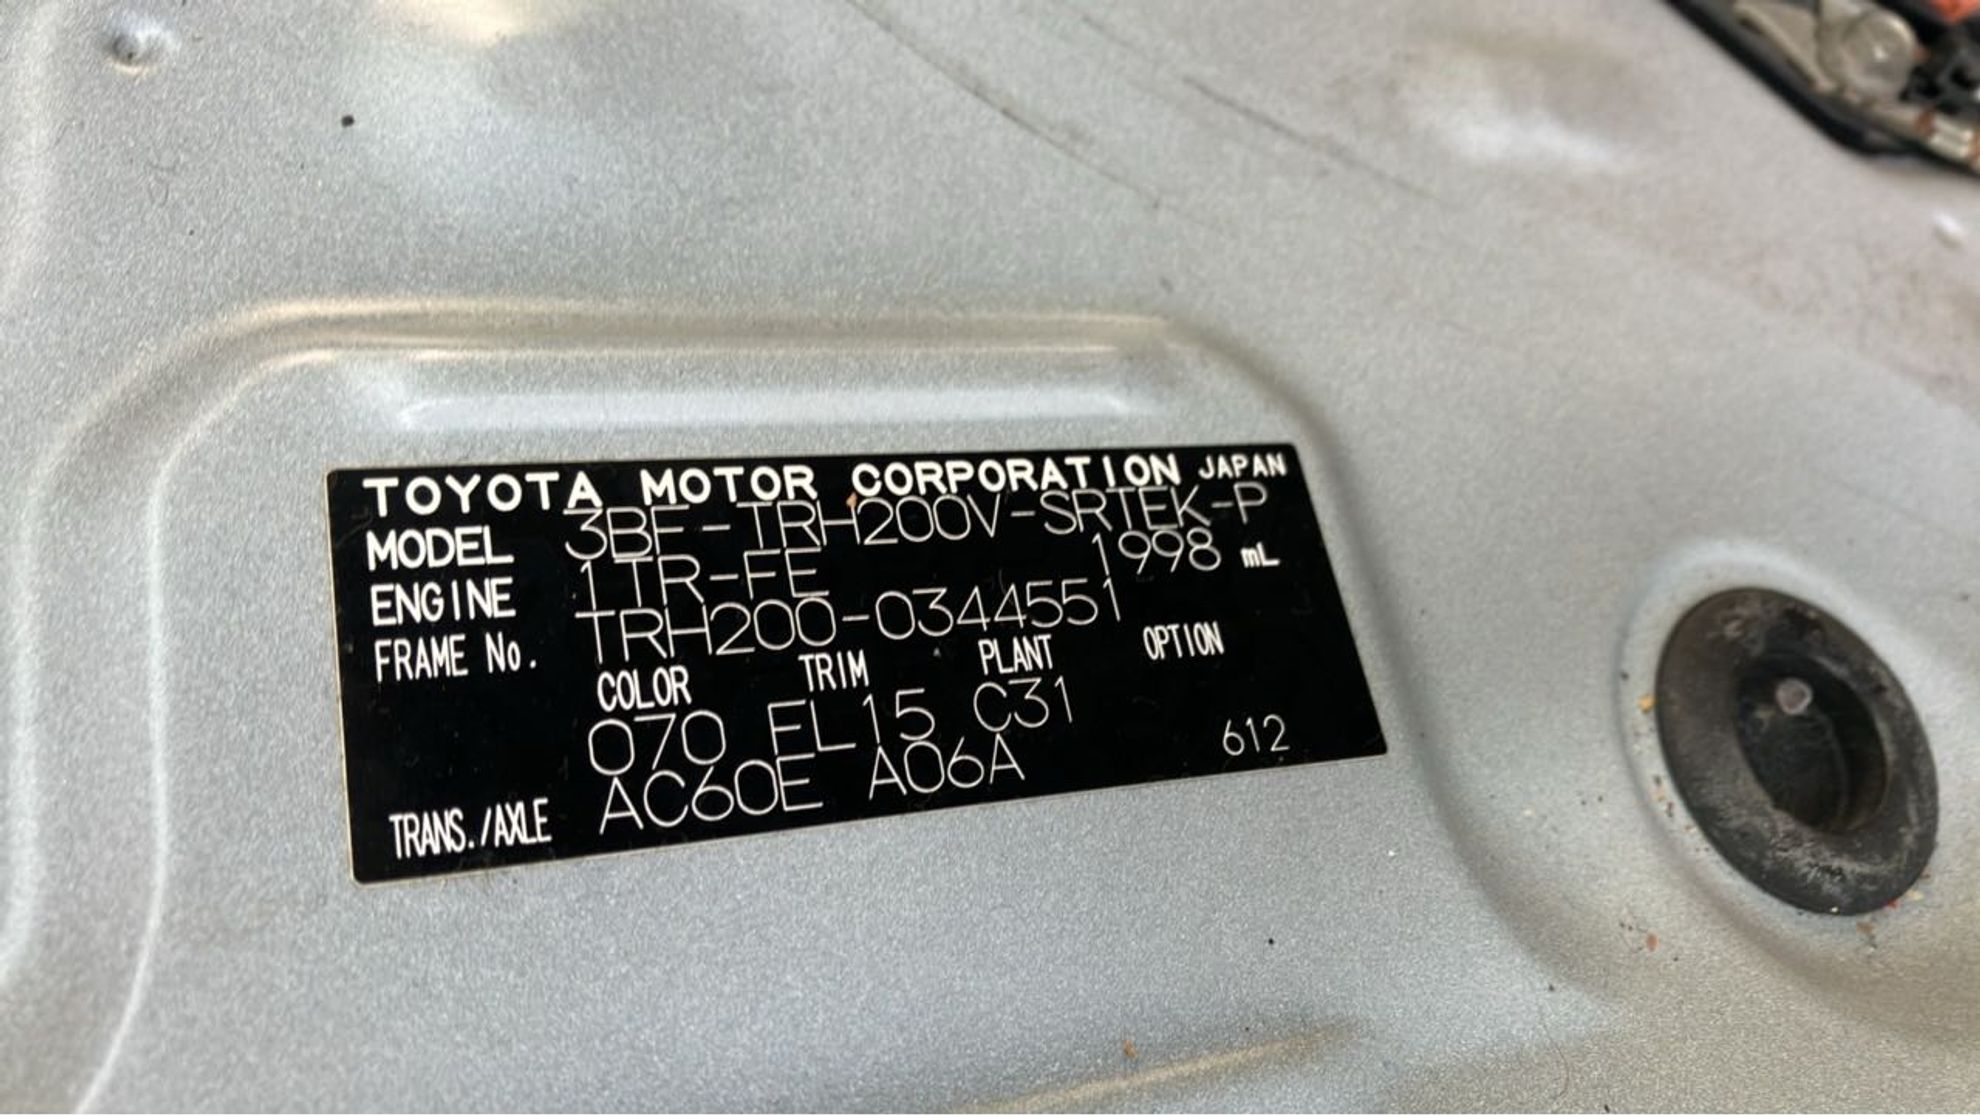 TOYOTA MOTOR CORPORATION JAPAN
MODEL 3BF-TRH200V-SRTEK-P
ENGINE 1TR-FE 1998 mL
FRAME No. TRH200-0344551
COLOR TRIM PLANT OPTION
070 FL15 C31
TRANS./AXLE AC60E A06A 612